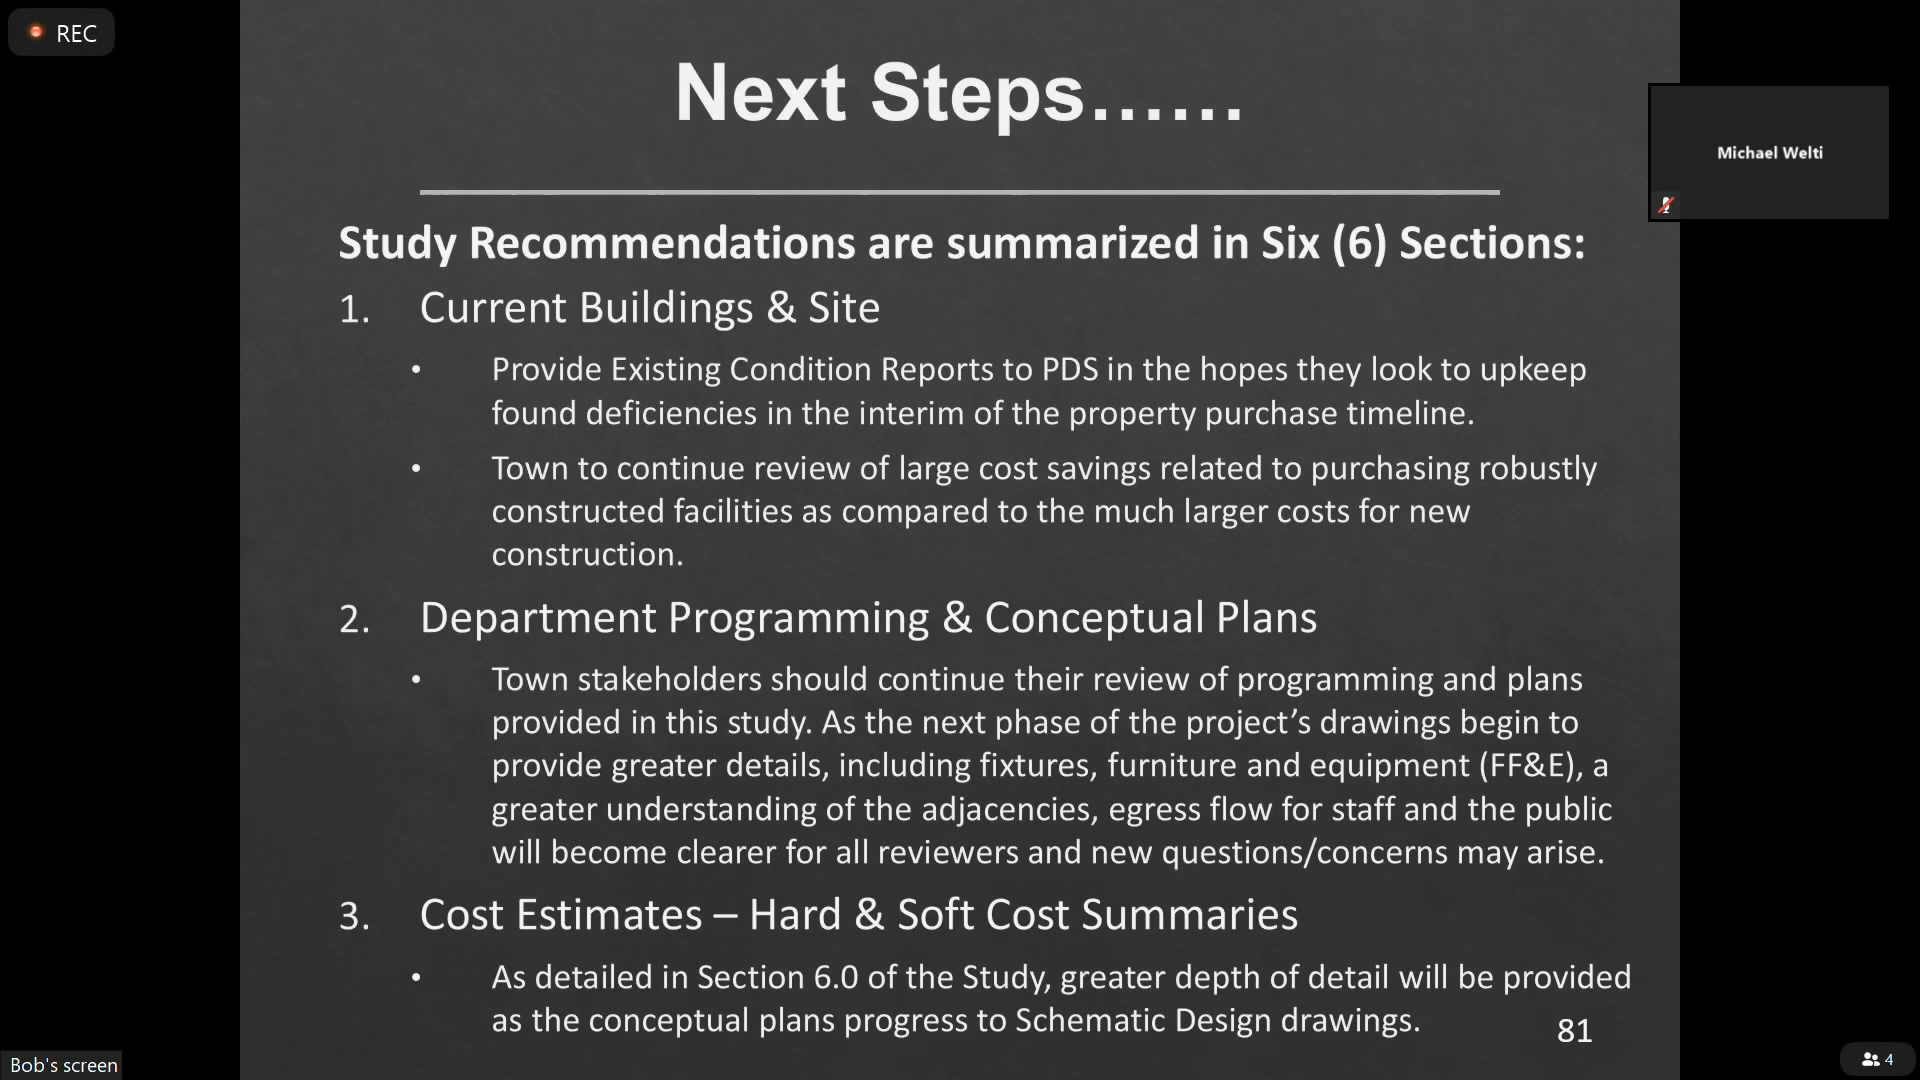 REC
Next Steps......
Michael Welti
Study Recommendations are summarized in Six (6) Sections:
1. Current Buildings & Site
• Provide Existing Condition Reports to PDS in the hopes they look to upkeep
found deficiencies in the interim of the property purchase timeline.
• Town to continue review of large cost savings related to purchasing robustly
constructed facilities as compared to the much larger costs for new
construction.
2. Department Programming & Conceptual Plans
• Town stakeholders should continue their review of programming and plans
provided in this study. As the next phase of the project’s drawings begin to
provide greater details, including fixtures, furniture and equipment (FF&E), a
greater understanding of the adjacencies, egress flow for staff and the public
will become clearer for all reviewers and new questions/concerns may arise.
3. Cost Estimates – Hard & Soft Cost Summaries
• As detailed in Section 6.0 of the Study, greater depth of detail will be provided
as the conceptual plans progress to Schematic Design drawings.
81
Bob's screen
4